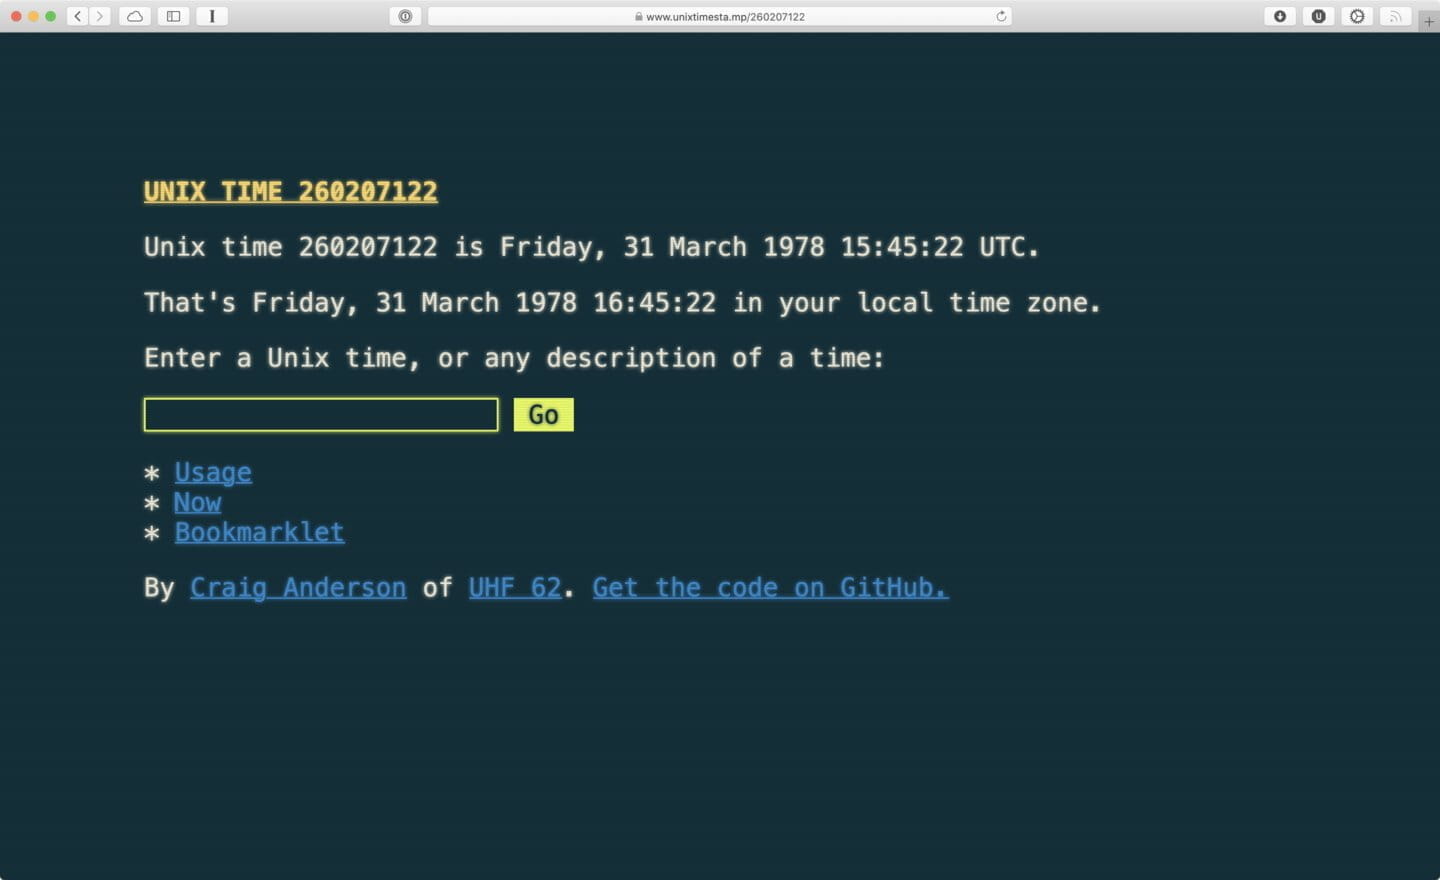 www.unixtimesta.mp/260207122
UNIX TIME 260207122
Unix time 260207122 is Friday, 31 March 1978 15:45:22 UTC.
That's Friday, 31 March 1978 16:45:22 in your local time zone.
Enter a Unix time, or any description of a time:
Go
* Usage
* Now
* Bookmarklet
By Craig Anderson of UHF 62. Get the code on GitHub.